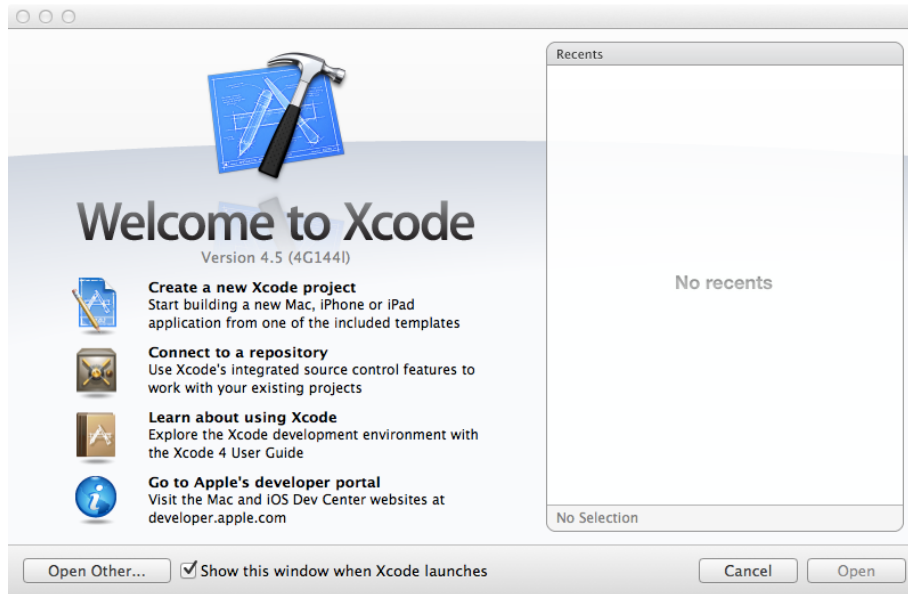 Recents
Welcome to Xcode
Version 4.5 (4G144l)
Create a new Xcode project
Start building a new Mac, iPhone or iPad
application from one of the included templates
Connect to a repository
Use Xcode's integrated source control features to
work with your existing projects
Learn about using Xcode
Explore the Xcode development environment with
the Xcode 4 User Guide
Go to Apple's developer portal
Visit the Mac and iOS Dev Center websites at
developer.apple.com
No recents
No Selection
Open Other...
Show this window when Xcode launches
Cancel
Open